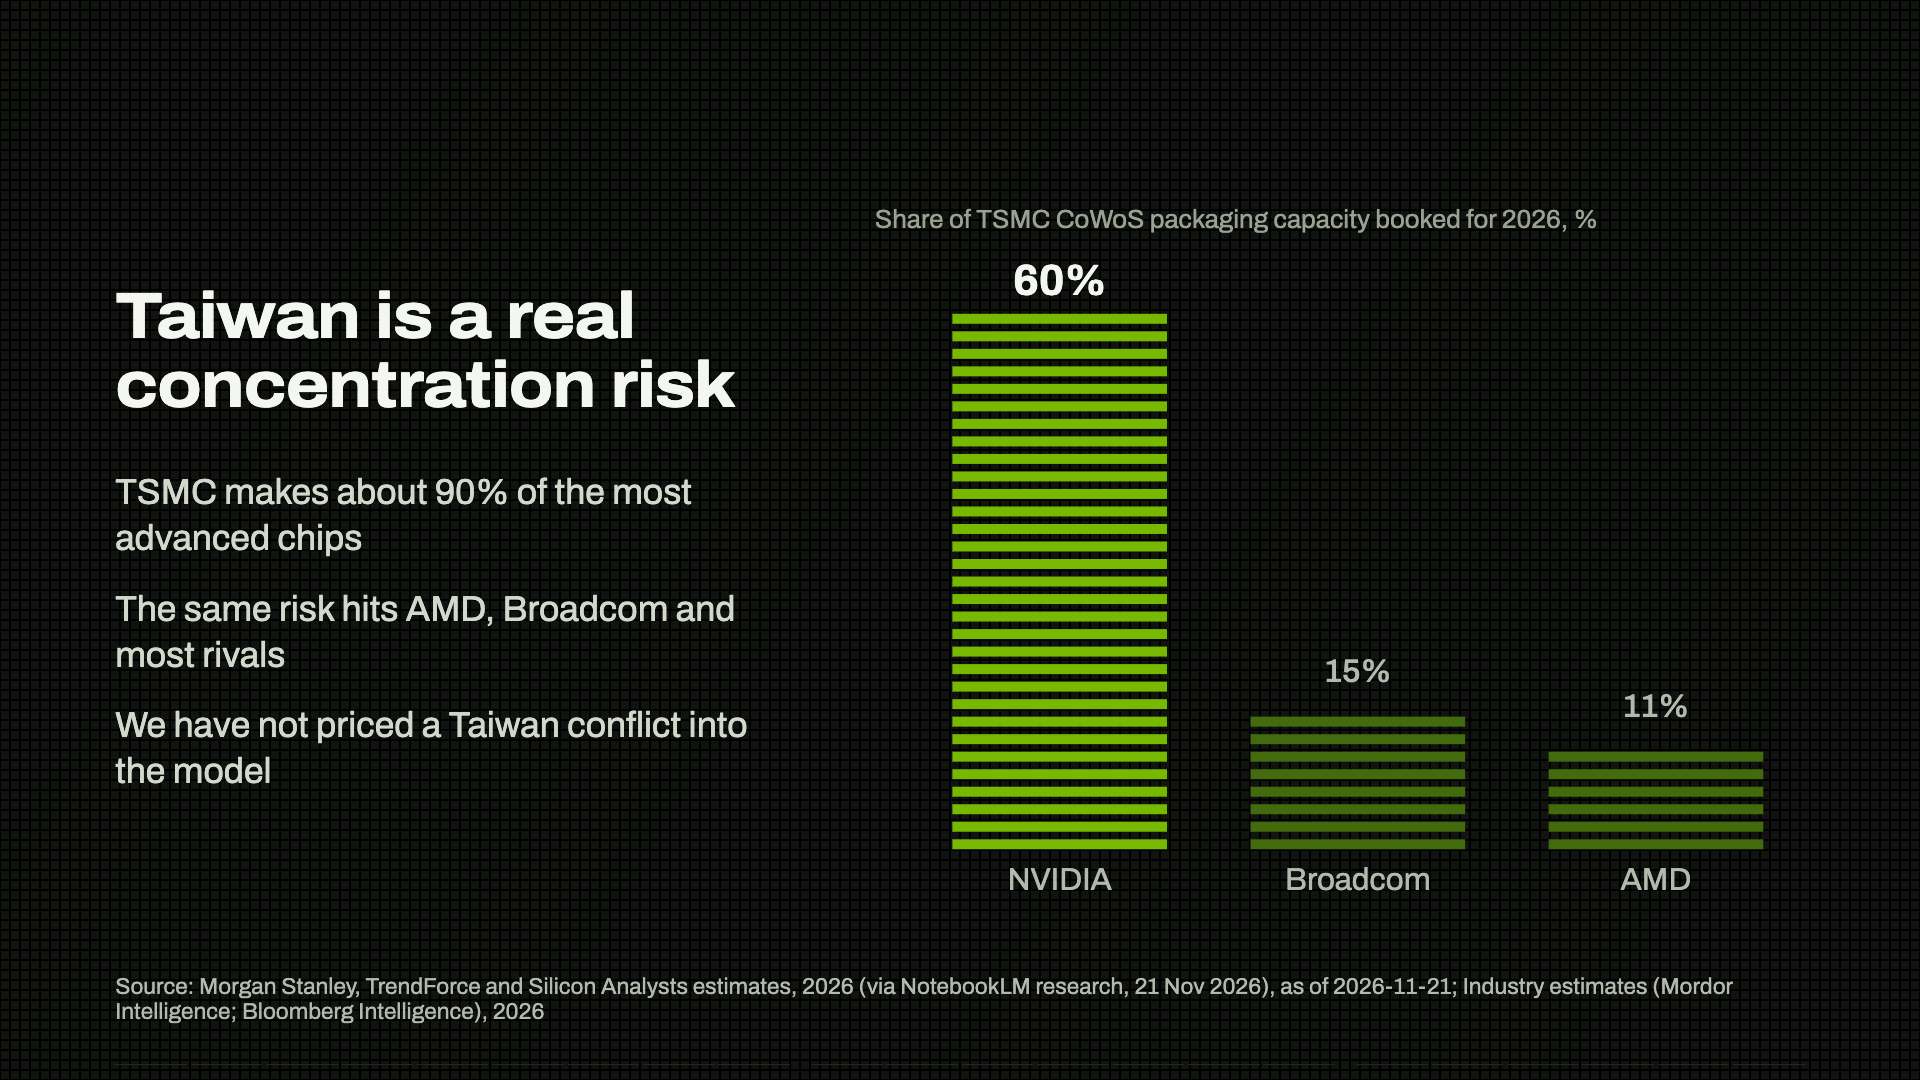 Share of TSMC CoWoS packaging capacity booked for 2026, %
Taiwan is a real
concentration risk
TSMC makes about 90% of the most
advanced chips
The same risk hits AMD, Broadcom and
most rivals
We have not priced a Taiwan conflict into
the model
60%
15%
11%
NVIDIA
Broadcom
AMD
Source: Morgan Stanley, TrendForce and Silicon Analysts estimates, 2026 (via NotebookLM research, 21 Nov 2026), as of 2026-11-21; Industry estimates (Mordor
Intelligence; Bloomberg Intelligence), 2026